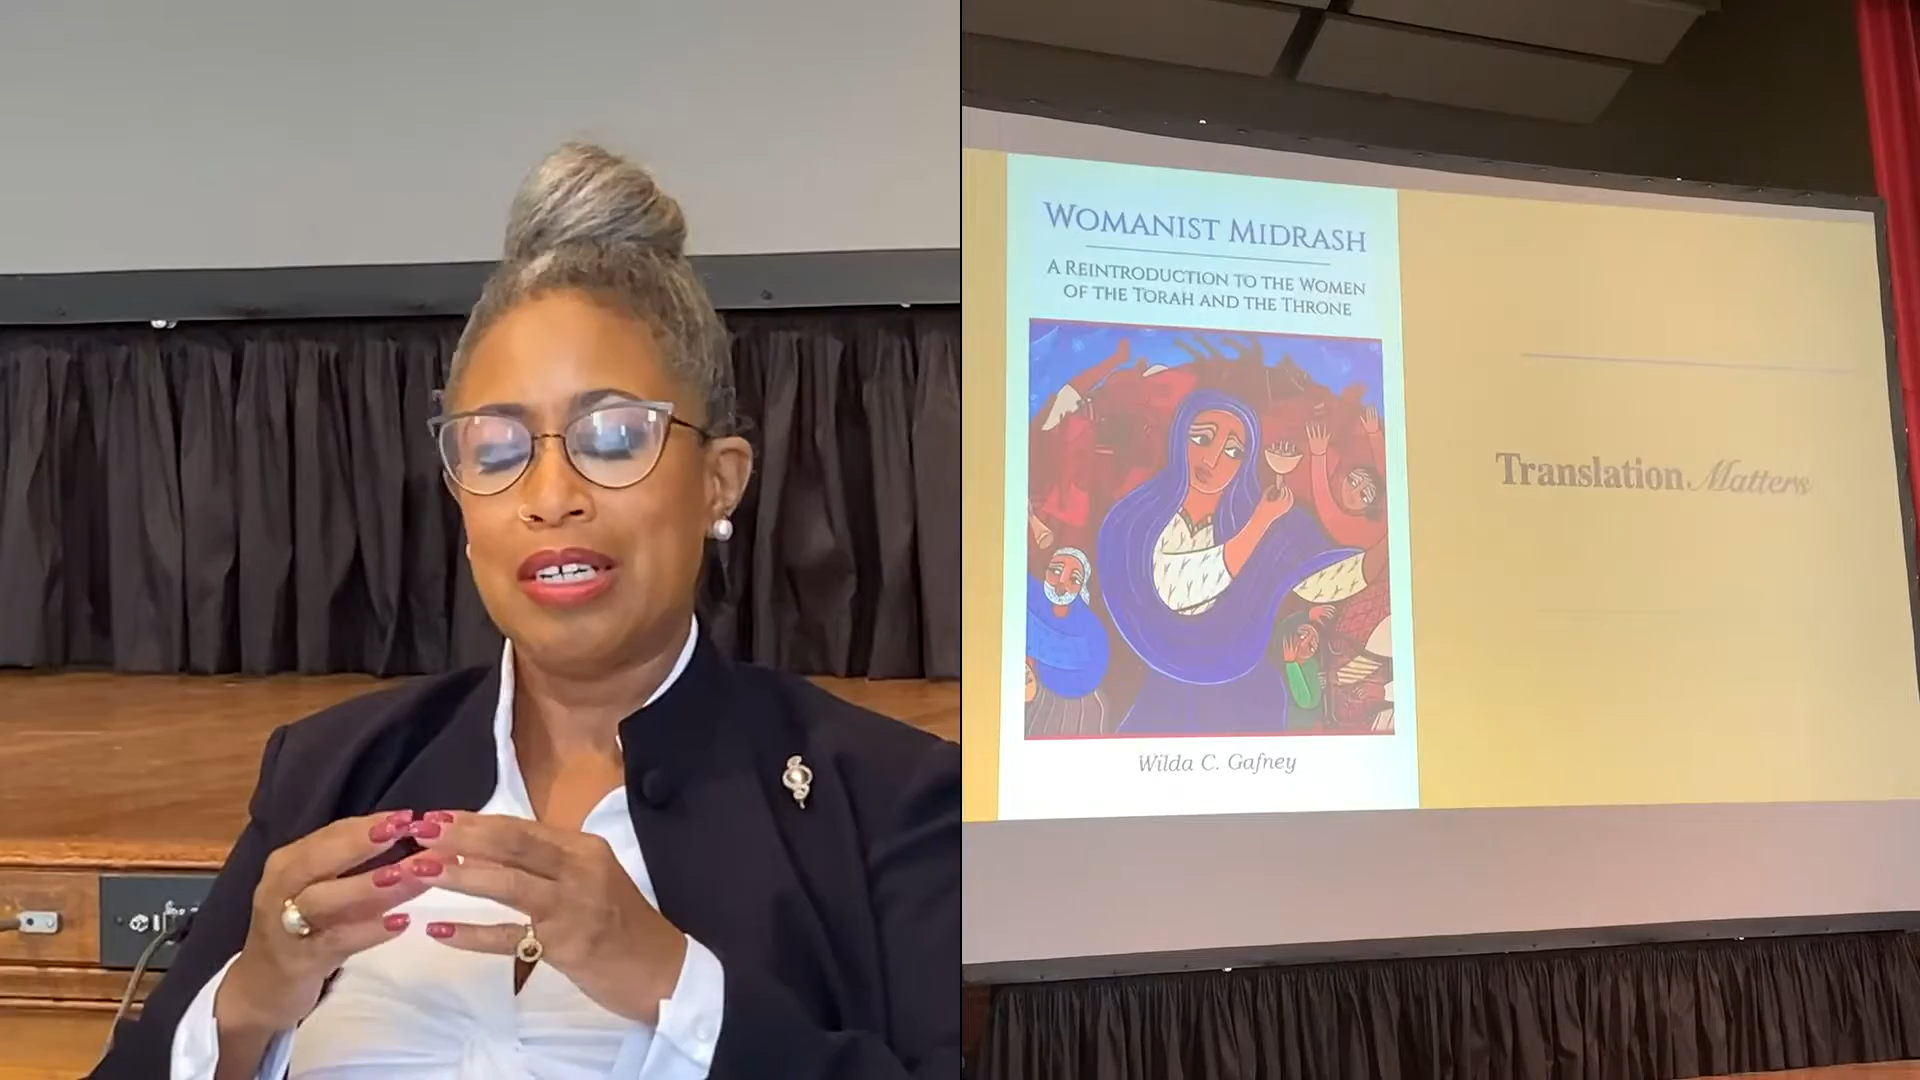 WOMANIST MIDRASH
A REINTRODUCTION TO THE WOMEN
OF THE TORAH AND THE THRONE
Wilda C. Gafney
Translation Matters